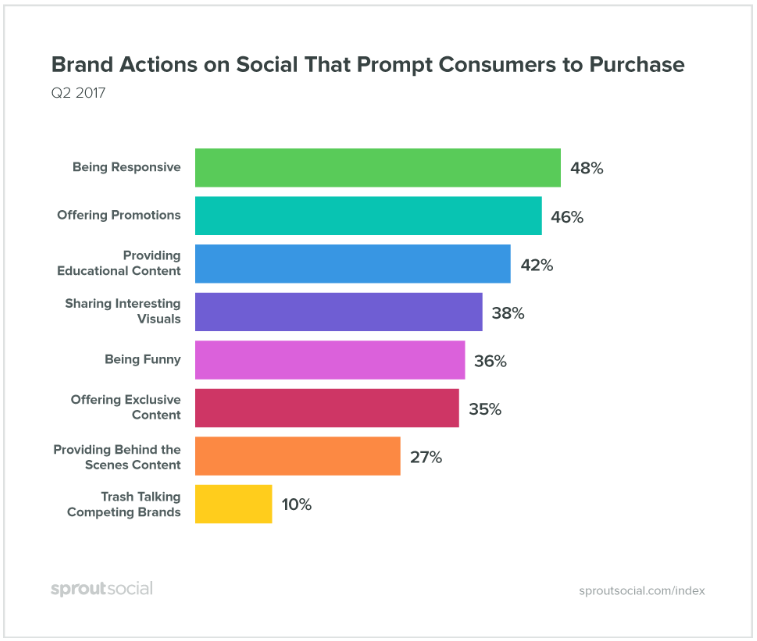 Brand Actions on Social That Prompt Consumers to Purchase
Q2 2017
Being Responsive
48%
Offering Promotions
46%
Providing
Educational Content
42%
Sharing Interesting
Visuals
38%
Being Funny
36%
Offering Exclusive
Content
35%
Providing Behind the
Scenes Content
27%
Trash Talking
Competing Brands
10%
sproutsocial
sproutsocial.com/index